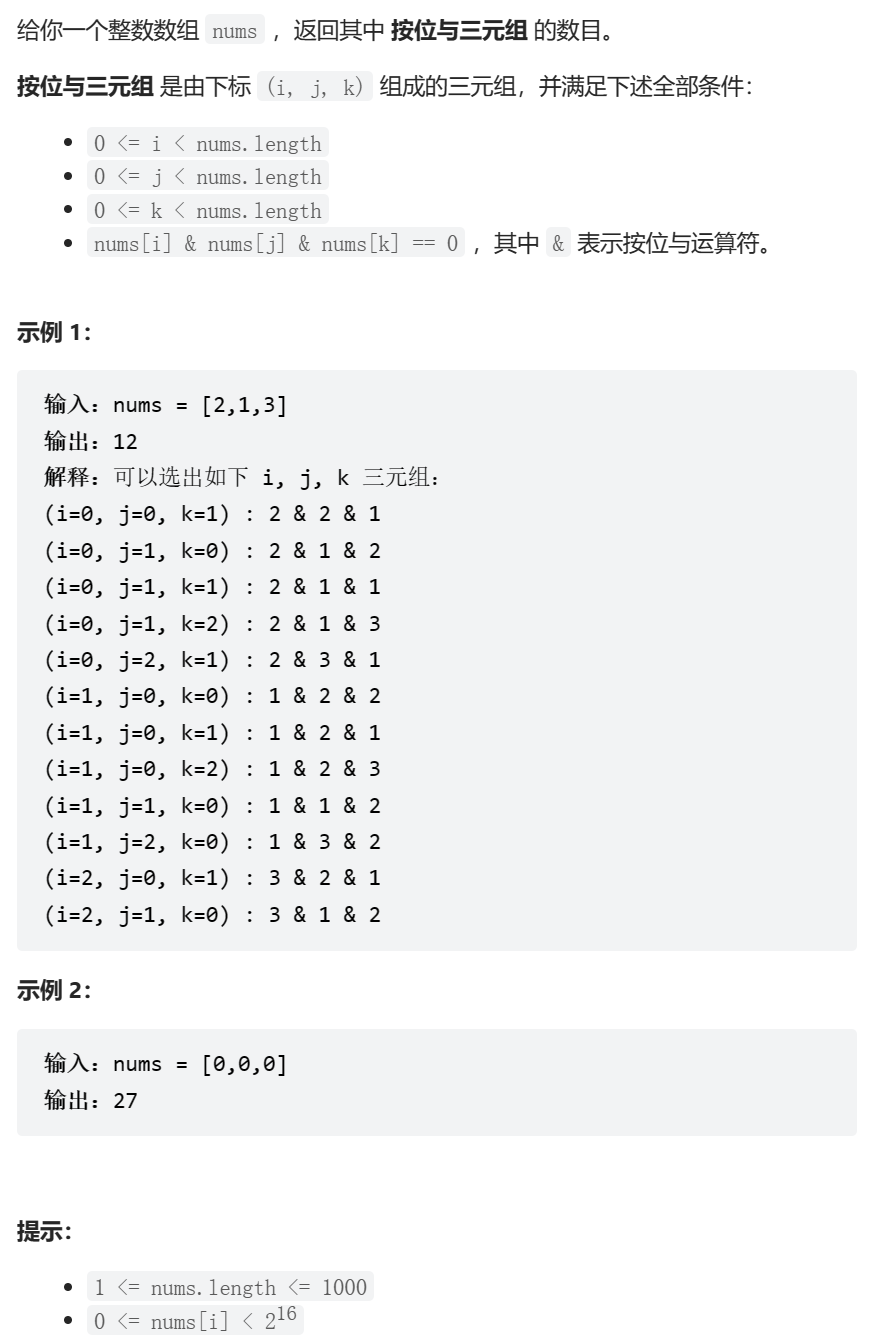 给你一个整数数组 nums ，返回其中 按位与三元组 的数目。
按位与三元组 是由下标 (i, j, k) 组成的三元组，并满足下述全部条件：
• 0 <= i < nums.length
• 0 <= j < nums.length
• 0 <= k < nums.length
• nums[i] & nums[j] & nums[k] == 0 ，其中 & 表示按位与运算符。
示例 1：
输入：nums = [2,1,3]
输出：12
解释：可以选出如下 i, j, k 三元组：
(i=0, j=0, k=1) : 2 & 2 & 1
(i=0, j=1, k=0) : 2 & 1 & 2
(i=0, j=1, k=1) : 2 & 1 & 1
(i=0, j=1, k=2) : 2 & 1 & 3
(i=0, j=2, k=1) : 2 & 3 & 1
(i=1, j=0, k=0) : 1 & 2 & 2
(i=1, j=0, k=1) : 1 & 2 & 1
(i=1, j=0, k=2) : 1 & 2 & 3
(i=1, j=1, k=0) : 1 & 1 & 2
(i=1, j=2, k=0) : 1 & 3 & 2
(i=2, j=0, k=1) : 3 & 2 & 1
(i=2, j=1, k=0) : 3 & 1 & 2
示例 2：
输入：nums = [0,0,0]
输出：27
提示：
• 1 <= nums.length <= 1000
• 0 <= nums[i] < 2^16